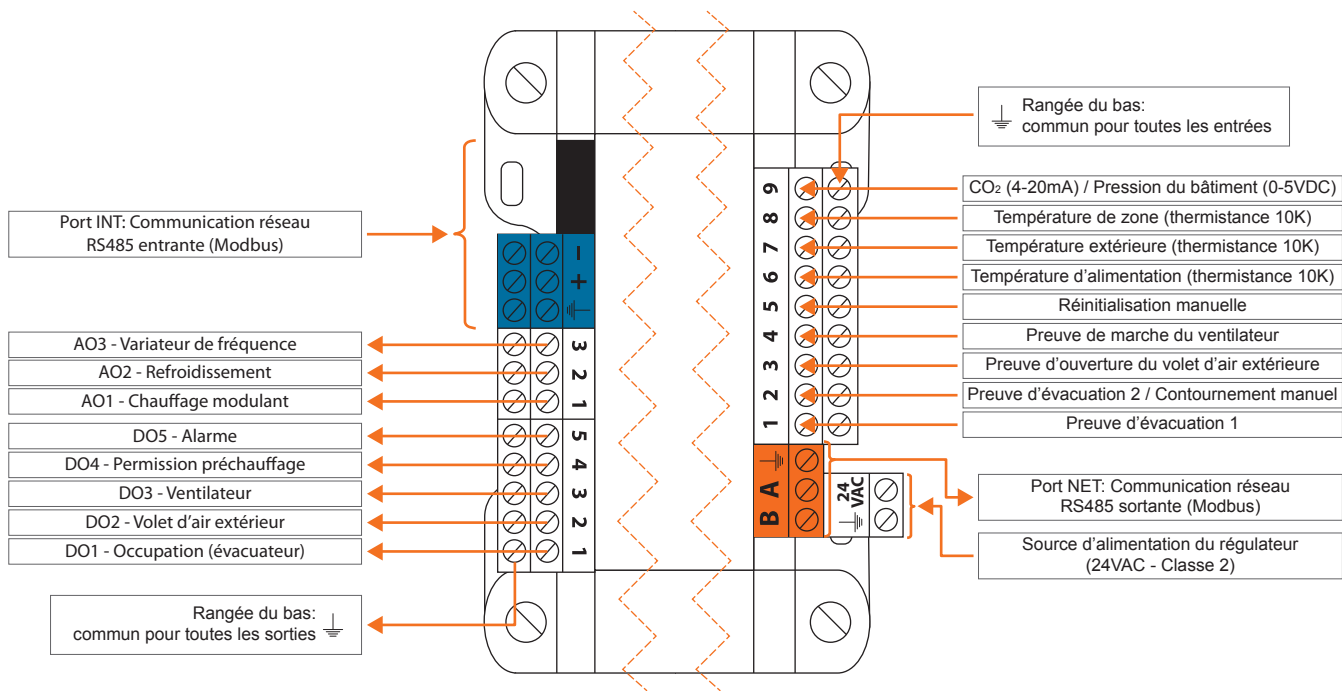 Rangée du bas:
commun pour toutes les entrées
Port INT: Communication réseau
RS485 entrante (Modbus)
AO3 - Variateur de fréquence
AO2 - Refroidissement
AO1 - Chauffage modulant
DO5 - Alarme
DO4 - Permission préchauffage
DO3 - Ventilateur
DO2 - Volet d'air extérieur
DO1 - Occupation (évacuateur)
Rangée du bas:
commun pour toutes les sorties
− + 
3
2
1
5
4
3
2
1
9
8
7
6
5
4
3
2
1
B A
24
VAC
CO₂ (4-20mA) / Pression du bâtiment (0-5VDC)
Température de zone (thermistance 10K)
Température extérieure (thermistance 10K)
Température d'alimentation (thermistance 10K)
Réinitialisation manuelle
Preuve de marche du ventilateur
Preuve d'ouverture du volet d'air extérieure
Preuve d'évacuation 2 / Contournement manuel
Preuve d'évacuation 1
Port NET: Communication réseau
RS485 sortante (Modbus)
Source d'alimentation du régulateur
(24VAC - Classe 2)